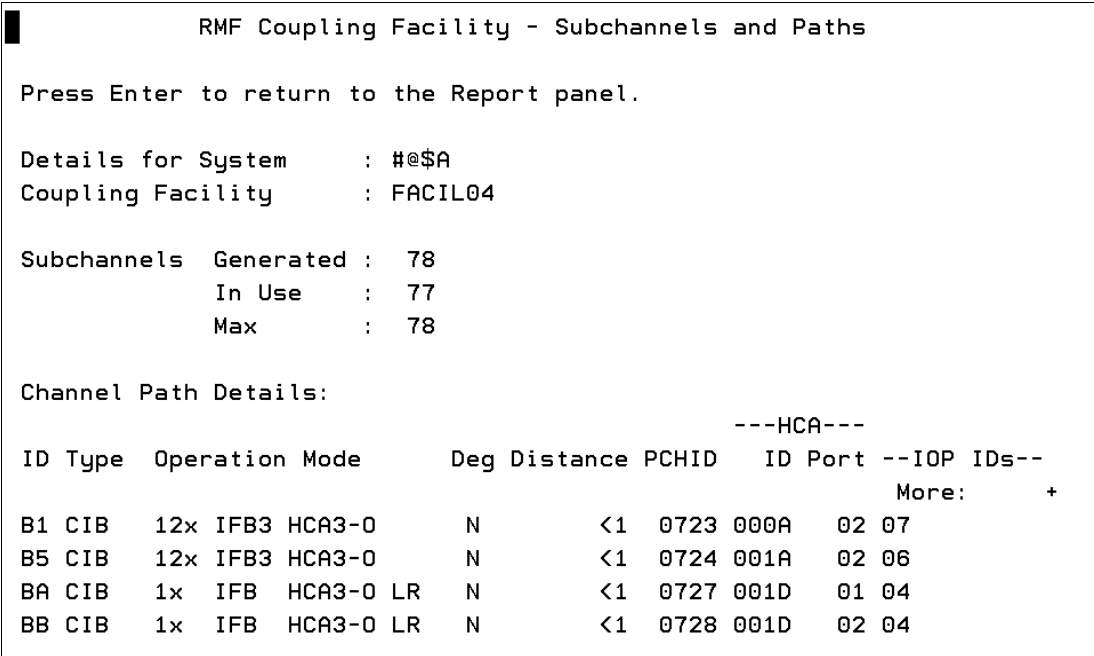 RMF Coupling Facility - Subchannels and Paths
Press Enter to return to the Report panel.
Details for System : #@$A
Coupling Facility : FACIL04
Subchannels Generated : 78
In Use : 77
Max : 78
Channel Path Details:
---HCA---
ID Type Operation Mode Deg Distance PCHID ID Port --IOP IDs--
More: +
B1 CIB 12x IFB3 HCA3-O N <1 0723 000A 02 07
B5 CIB 12x IFB3 HCA3-O N <1 0724 001A 02 06
BA CIB 1x IFB HCA3-O LR N <1 0727 001D 01 04
BB CIB 1x IFB HCA3-O LR N <1 0728 001D 02 04